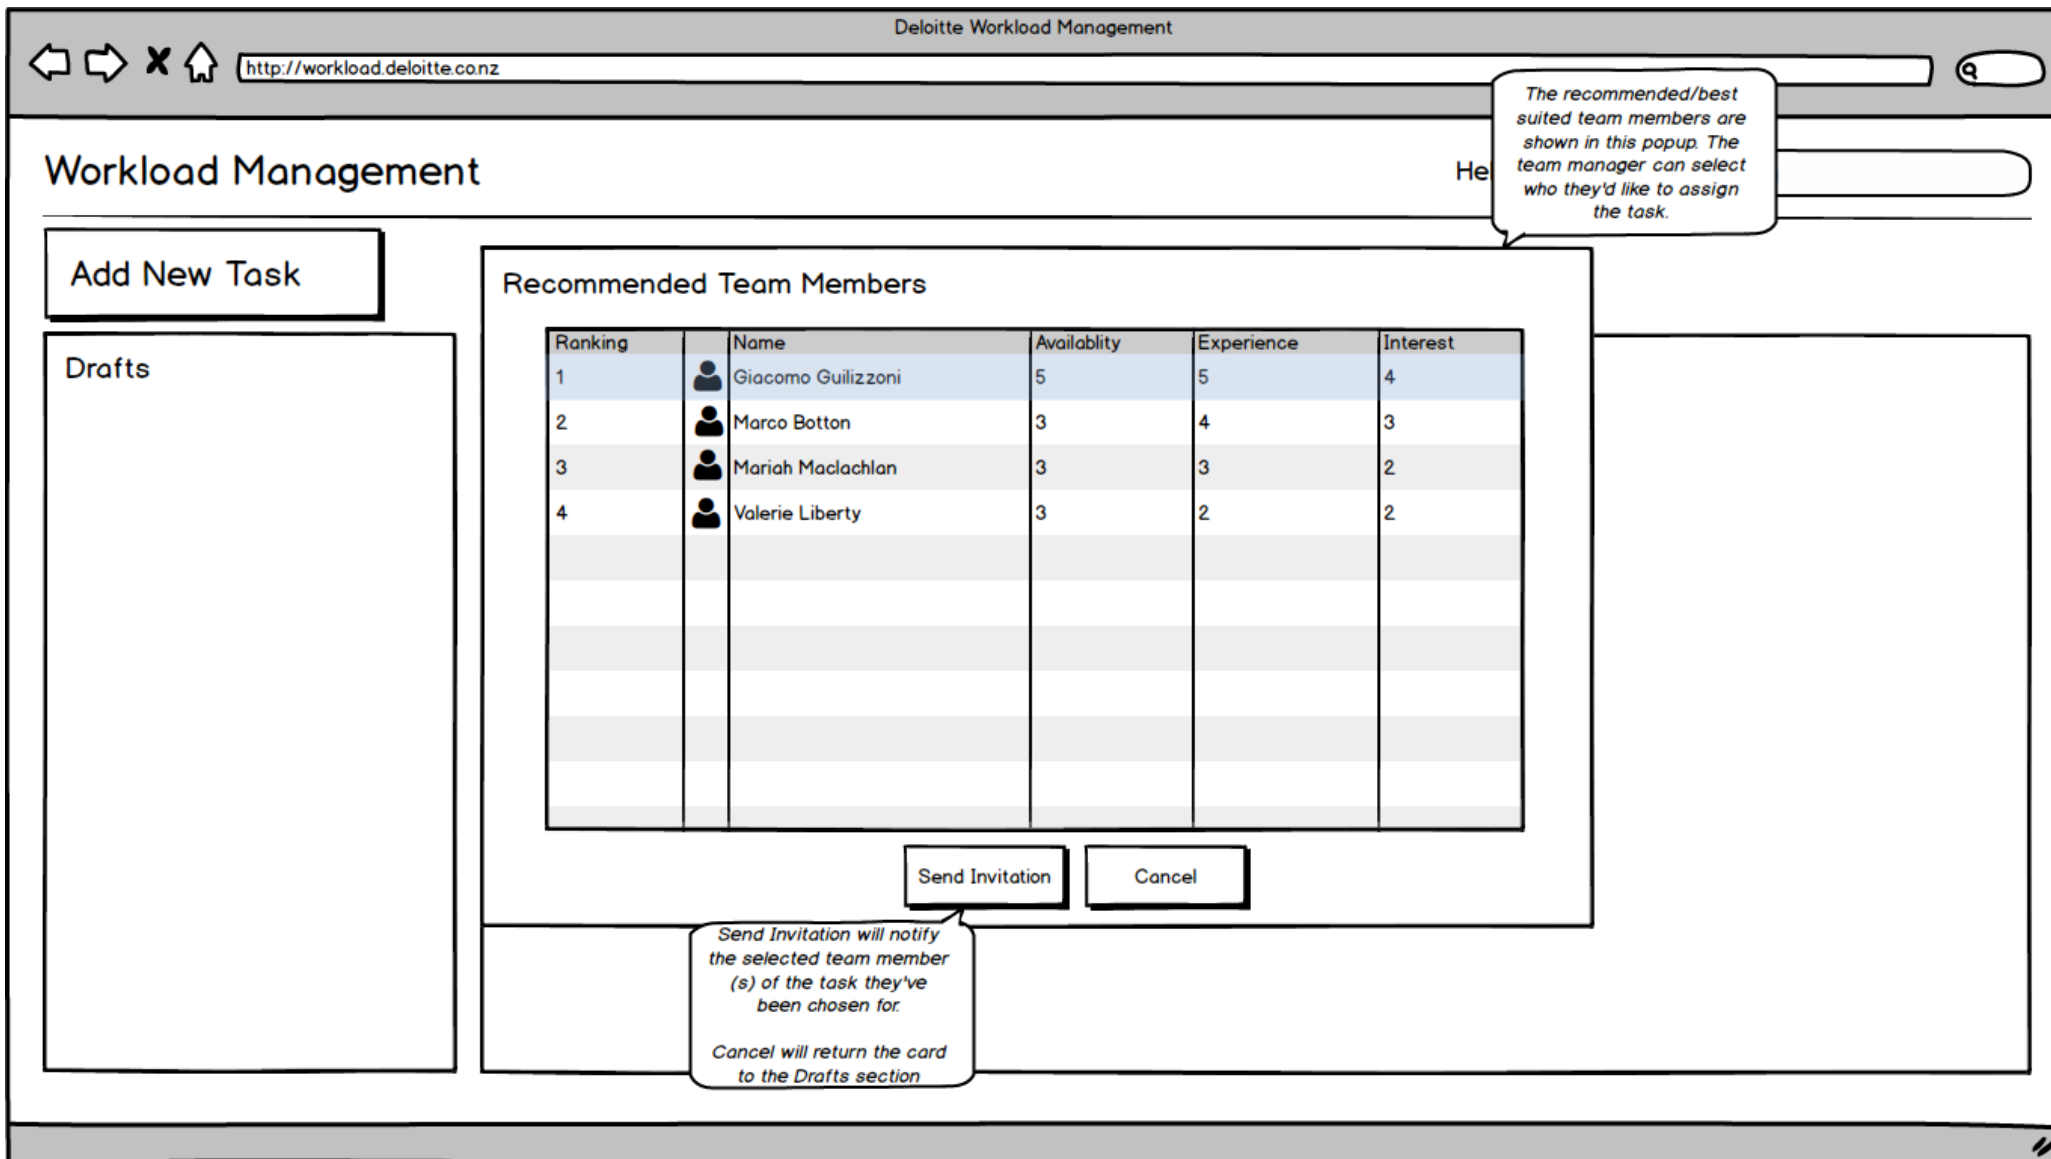 Deloitte Workload Management
http://workload.deloitte.co.nz
The recommended/best
suited team members are
shown in this popup. The
team manager can select
who they'd like to assign
the task.
Workload Management
Hel
Add New Task
Drafts
Recommended Team Members
Ranking Name Availablity Experience Interest
1 Giacomo Guilizzoni 5 5 4
2 Marco Botton 3 4 3
3 Mariah Maclachlan 3 3 2
4 Valerie Liberty 3 2 2
Send Invitation Cancel
Send Invitation will notify
the selected team member
(s) of the task they've
been chosen for.
Cancel will return the card
to the Drafts section